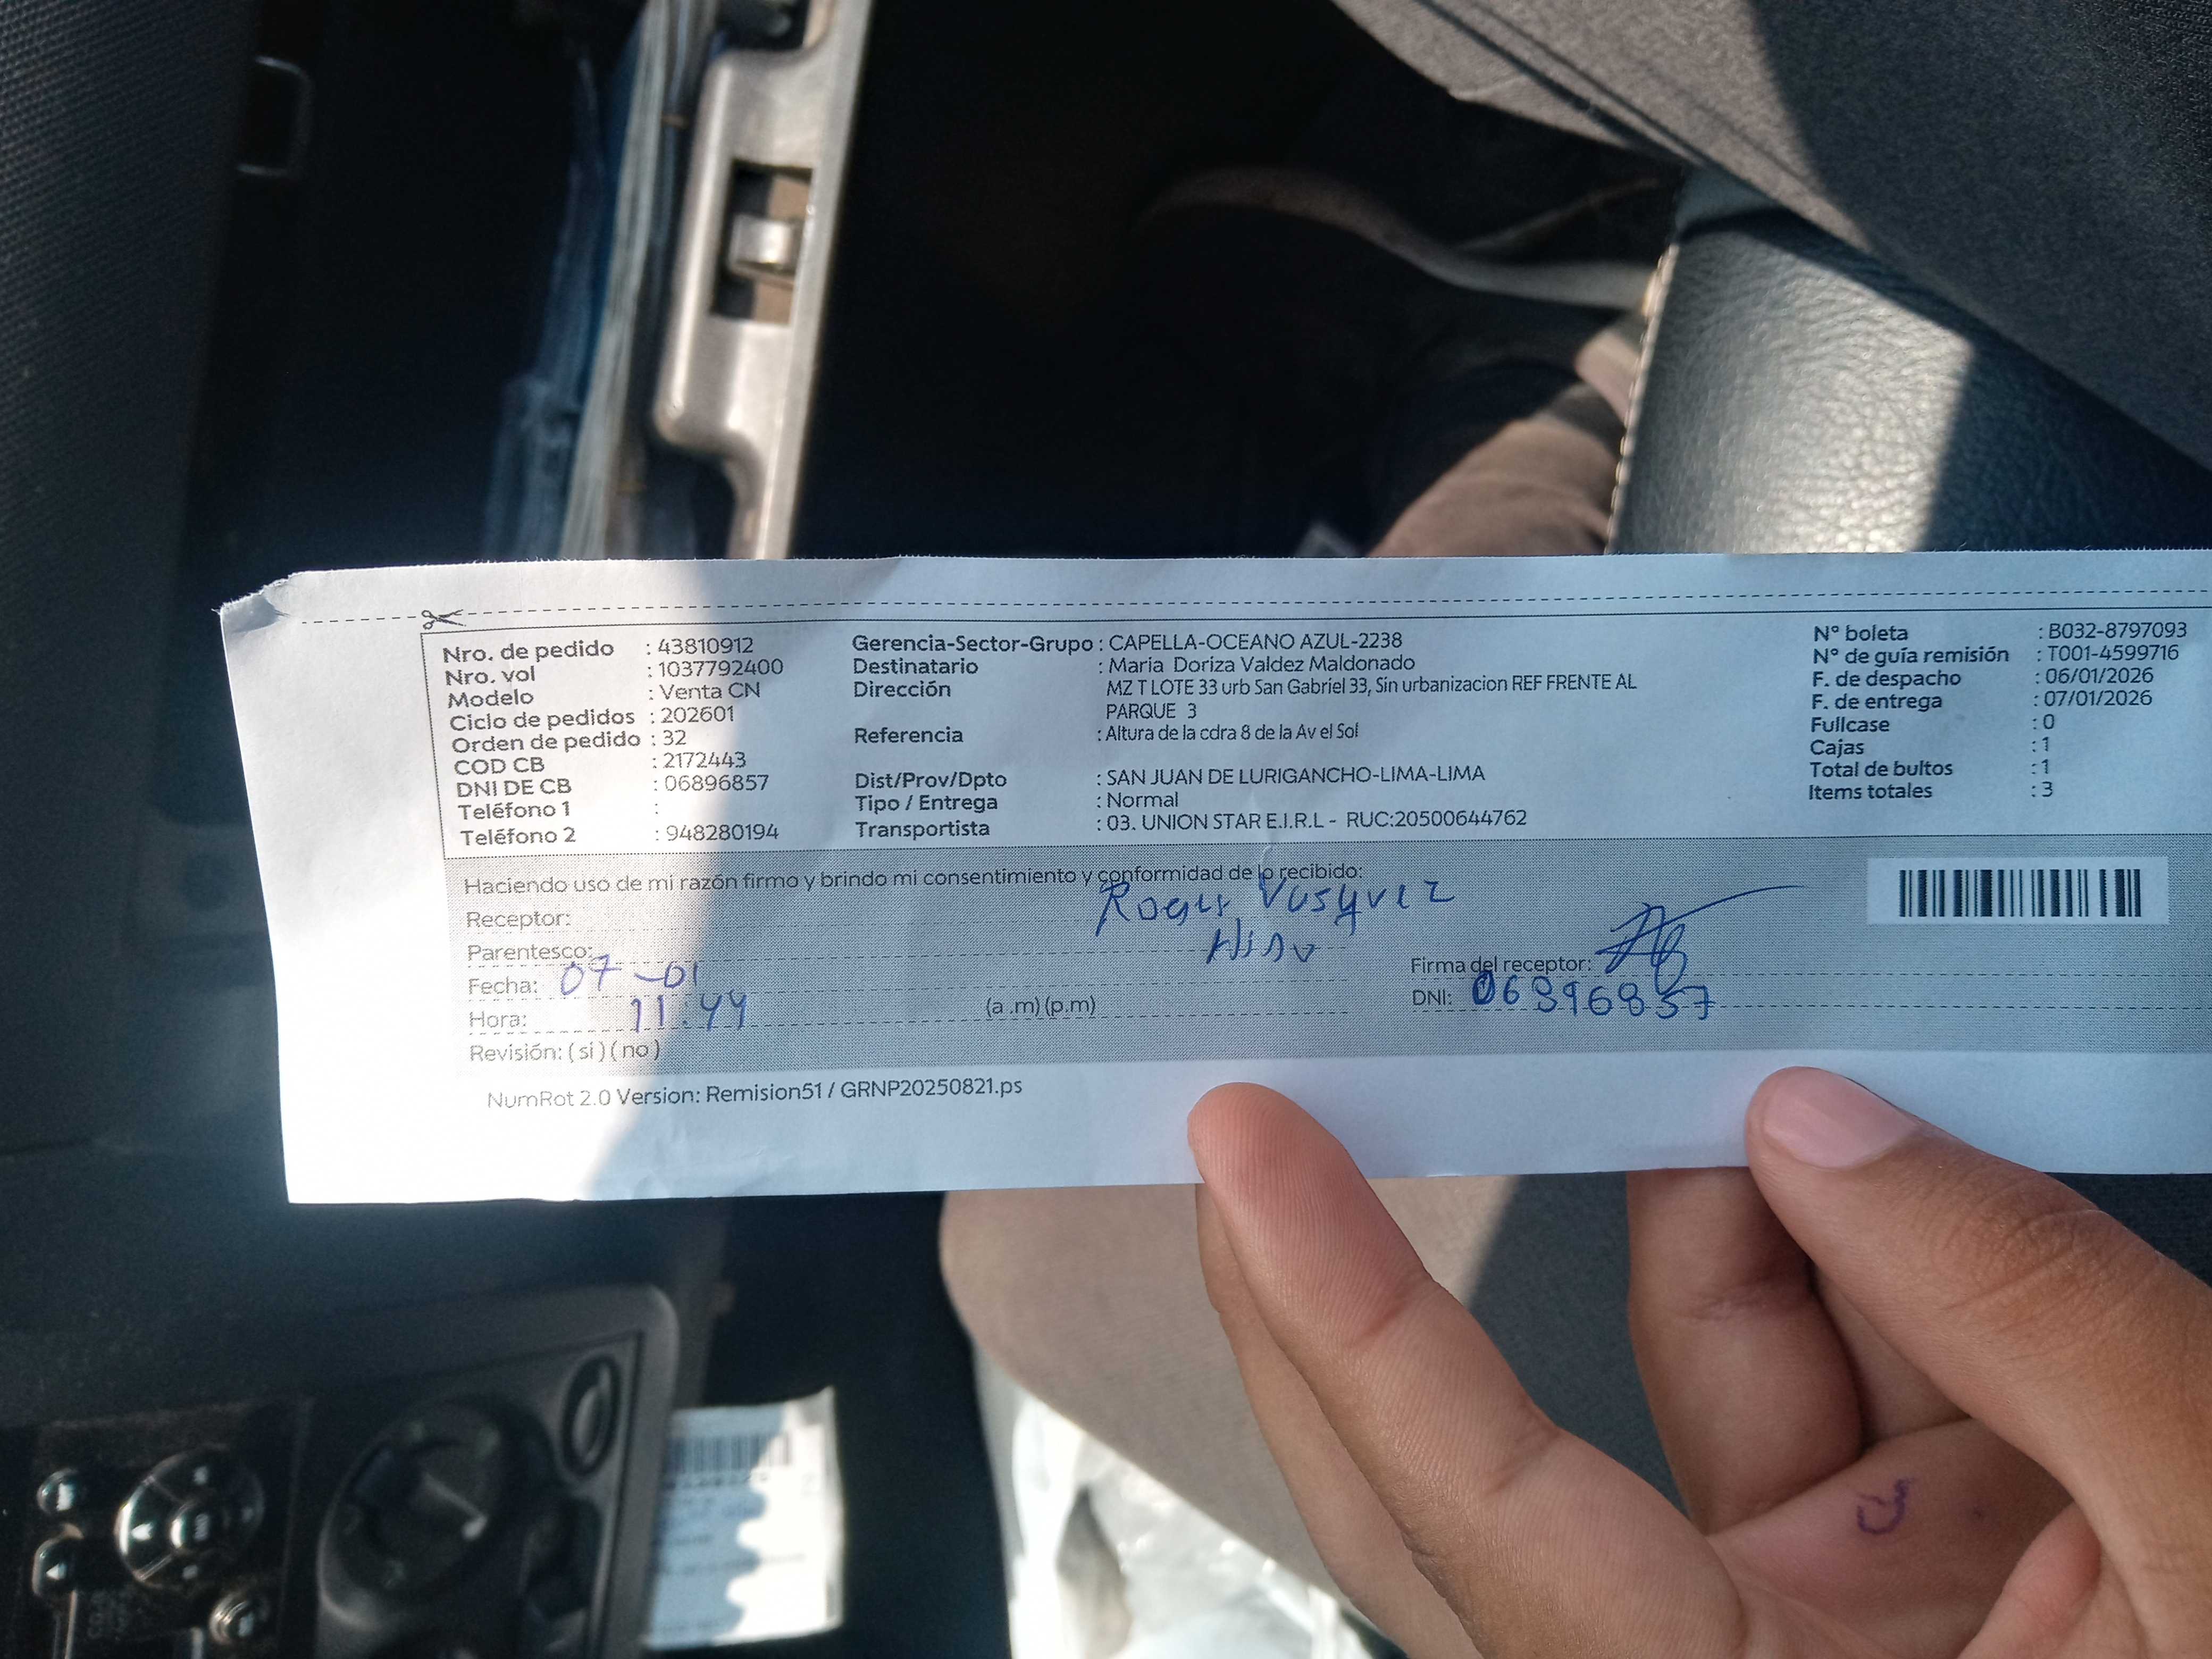 Nro. de pedido : 43810912
Nro. vol : 1037792400
Modelo : Venta CN
Ciclo de pedidos : 202601
Orden de pedido : 32
COD CB : 2172443
DNI DE CB : 06896857
Teléfono 1 :
Teléfono 2 : 948280194
Gerencia-Sector-Grupo : CAPELLA-OCEANO AZUL-2238
Destinatario : Maria Doriza Valdez Maldonado
Dirección MZ T LOTE 33 urb San Gabriel 33, Sin urbanizacion REF FRENTE AL
PARQUE 3
Referencia : Altura de la cdra 8 de la Av el Sol
Dist/Prov/Dpto : SAN JUAN DE LURIGANCHO-LIMA-LIMA
Tipo / Entrega : Normal
Transportista : 03. UNION STAR E.I.R.L - RUC:20500644762
N° boleta : B032-8797093
N° de guía remisión : T001-4599716
F. de despacho : 06/01/2026
F. de entrega : 07/01/2026
Fullcase : 0
Cajas : 1
Total de bultos : 1
Items totales : 3
Haciendo uso de mi razón firmo y brindo mi consentimiento y conformidad de lo recibido:
Receptor:
Parentesco:
Fecha: 07-01
Hora: 11:44 (a .m) (p.m)
Revisión: ( si ) ( no )
Firma del receptor:
DNI: 06896857
NumRot 2.0 Version: Remision51 / GRNP20250821.ps